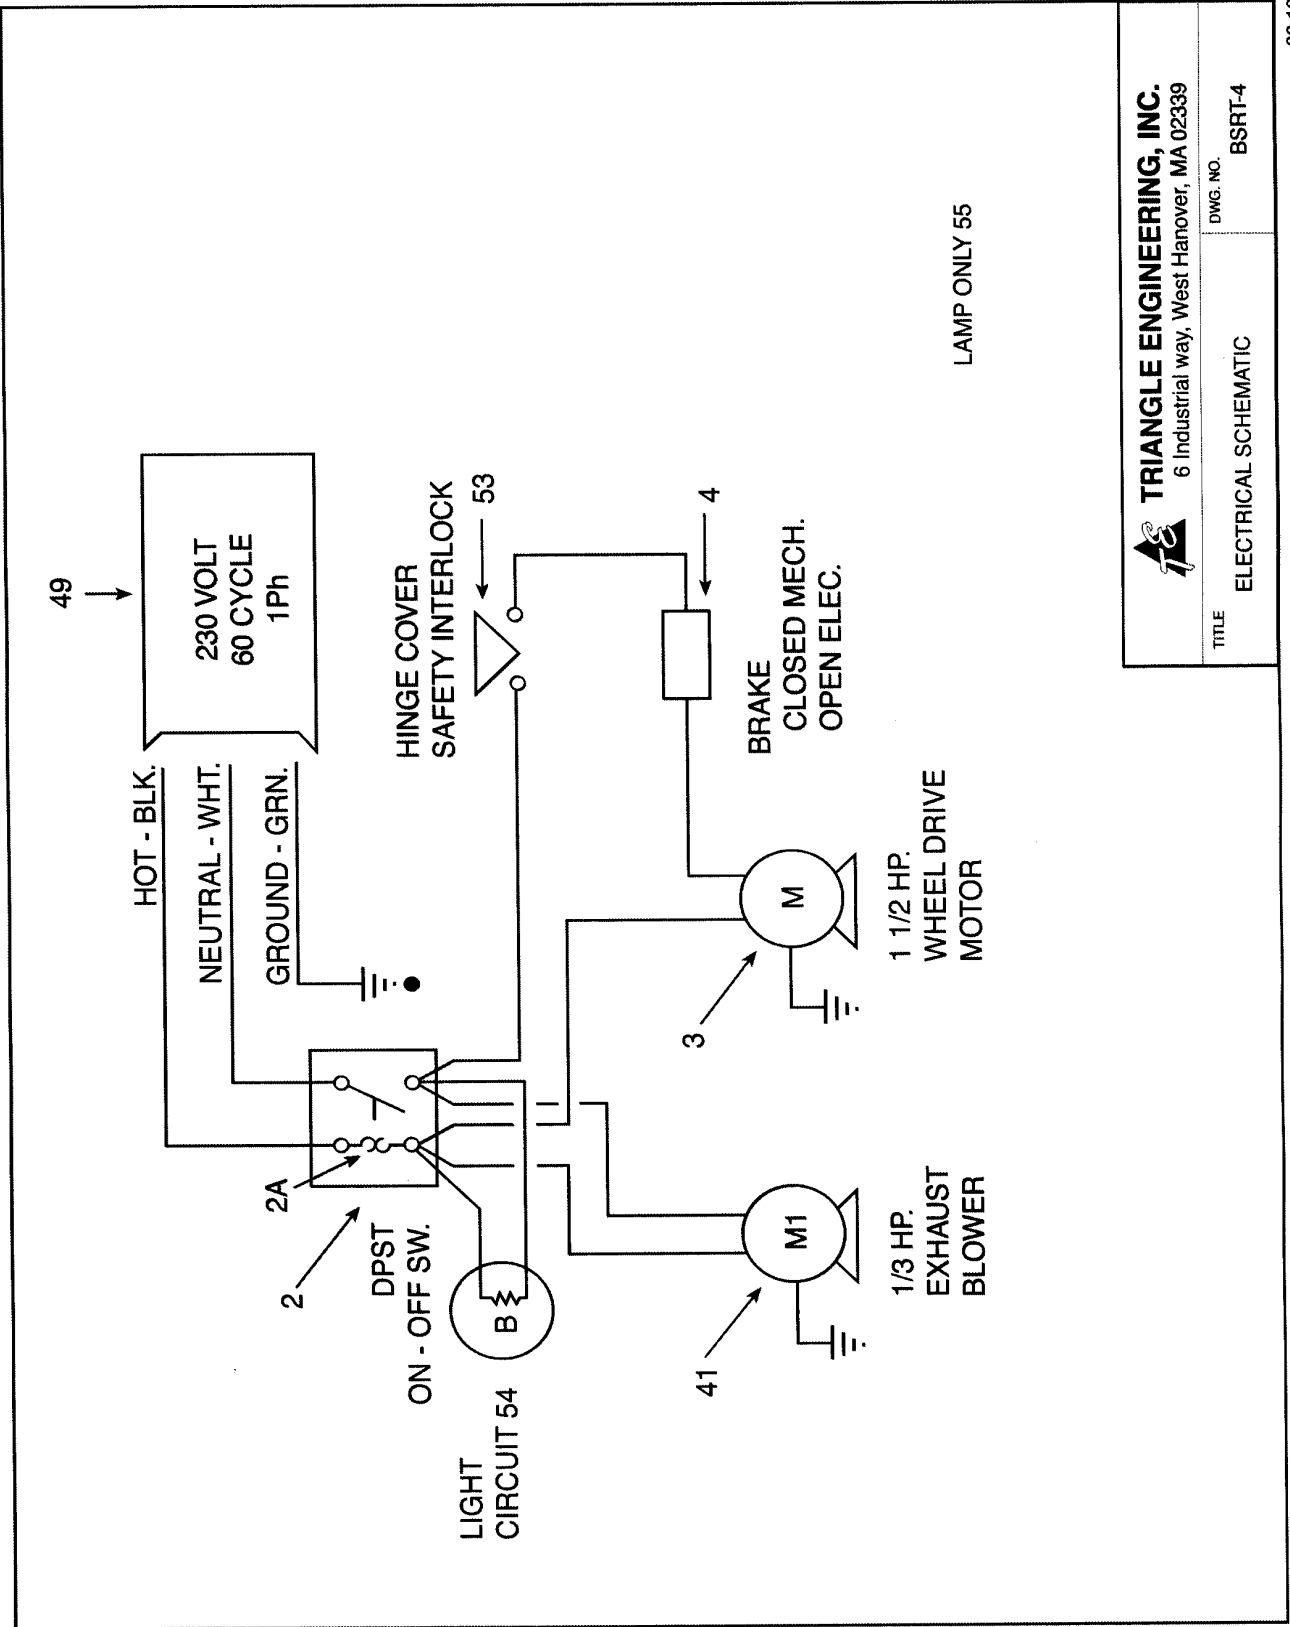 49
230 VOLT
60 CYCLE
1Ph
HOT - BLK.
NEUTRAL - WHT.
GROUND - GRN.
2A
2
DPST
ON - OFF SW.
HINGE COVER
SAFETY INTERLOCK
53
LIGHT
CIRCUIT 54
B
4
BRAKE
CLOSED MECH.
OPEN ELEC.
3
M
1 1/2 HP.
WHEEL DRIVE
MOTOR
41
M1
1/3 HP.
EXHAUST
BLOWER
LAMP ONLY 55
TE
TRIANGLE ENGINEERING, INC.
6 Industrial way, West Hanover, MA 02339
TITLE
ELECTRICAL SCHEMATIC
DWG. NO.
BSRT-4